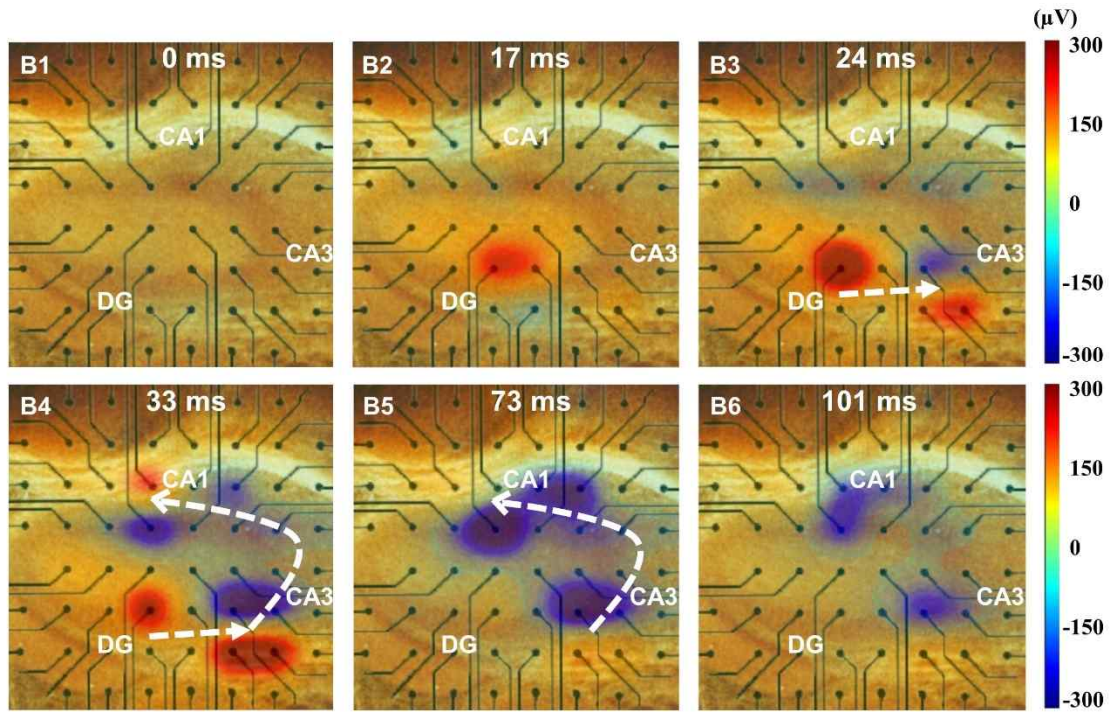 (µV)
B1 0 ms
CA1
CA3
DG
B2 17 ms
CA1
CA3
DG
B3 24 ms
CA1
CA3
DG
300
150
0
-150
-300
B4 33 ms
CA1
CA3
DG
B5 73 ms
CA1
CA3
DG
B6 101 ms
CA1
CA3
DG
300
150
0
-150
-300